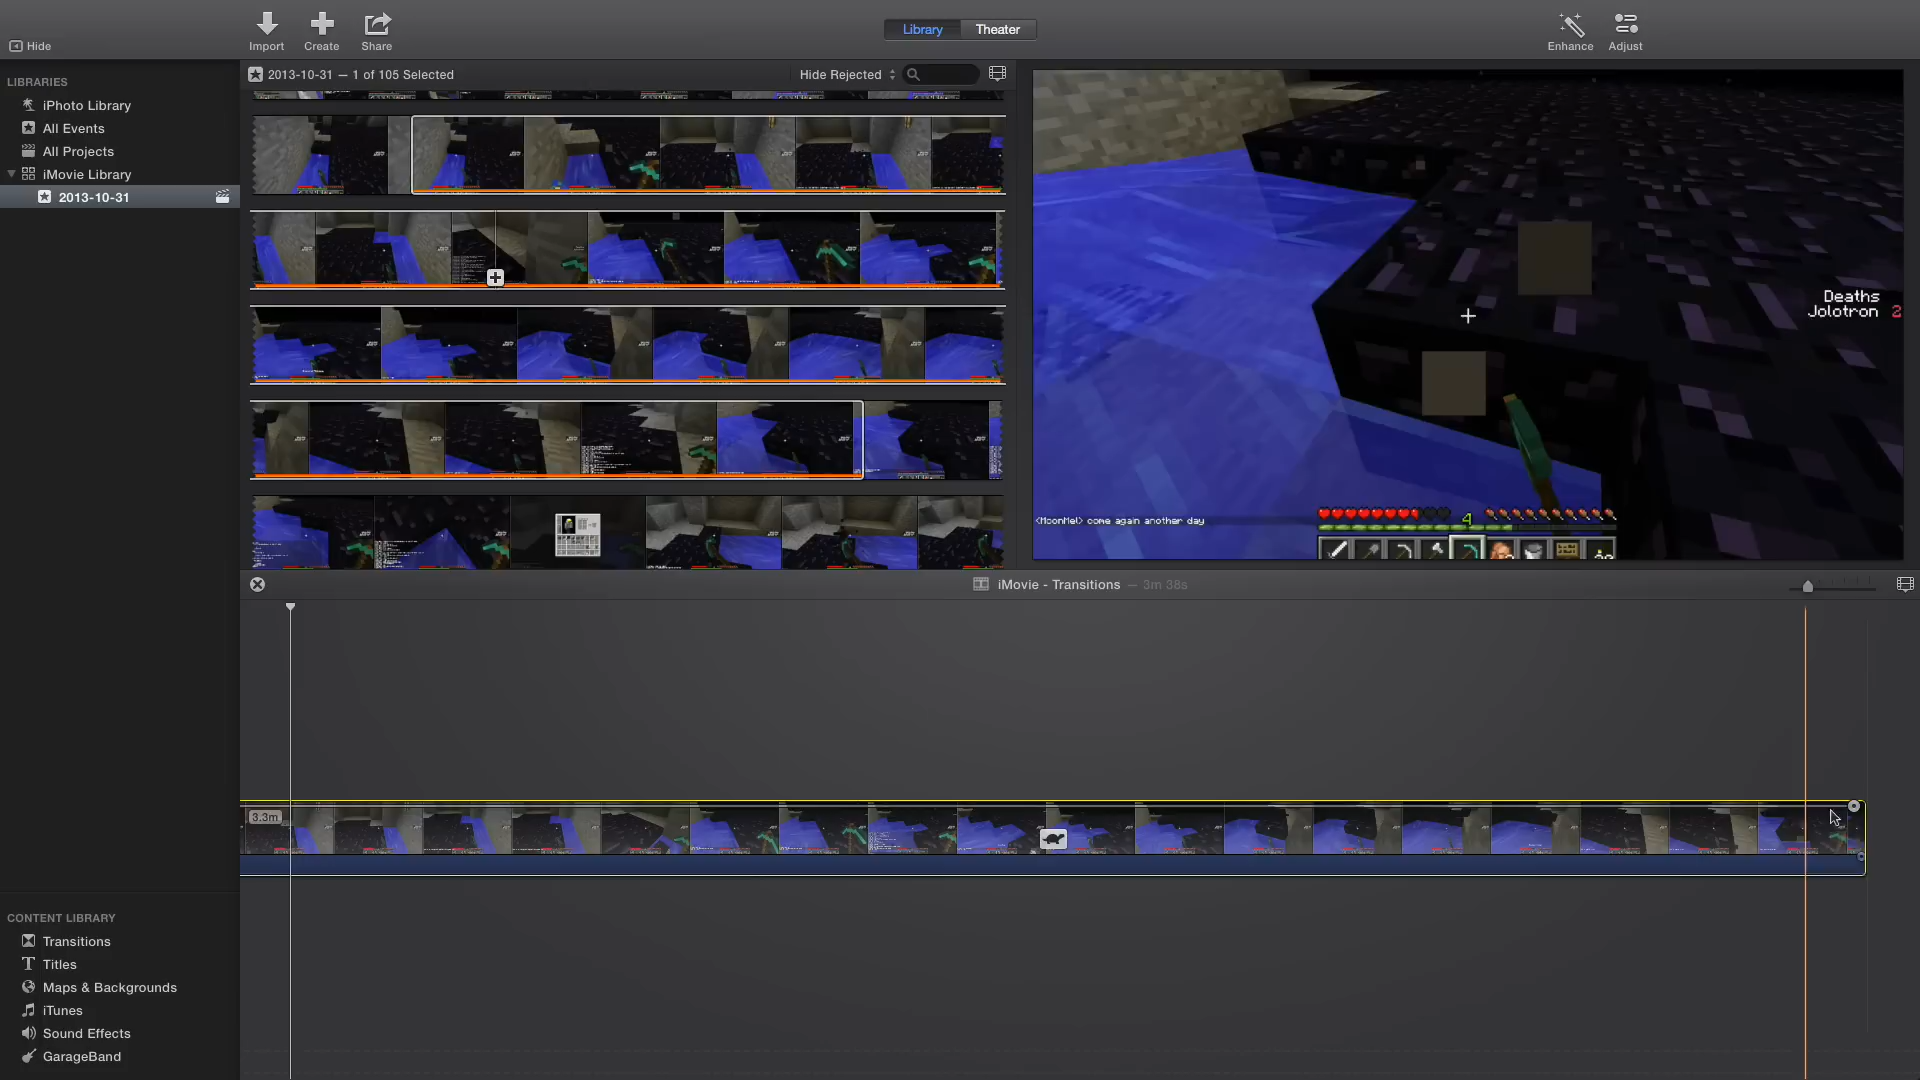 Hide
Import
Create
Share
Library
Theater
Enhance
Adjust
LIBRARIES
iPhoto Library
All Events
All Projects
iMovie Library
2013-10-31
2013-10-31 — 1 of 105 Selected
Hide Rejected
Deaths
Jolotron 2
<MoonMel> come again another day
4
iMovie - Transitions — 3m 38s
3.3m
CONTENT LIBRARY
Transitions
Titles
Maps & Backgrounds
iTunes
Sound Effects
GarageBand